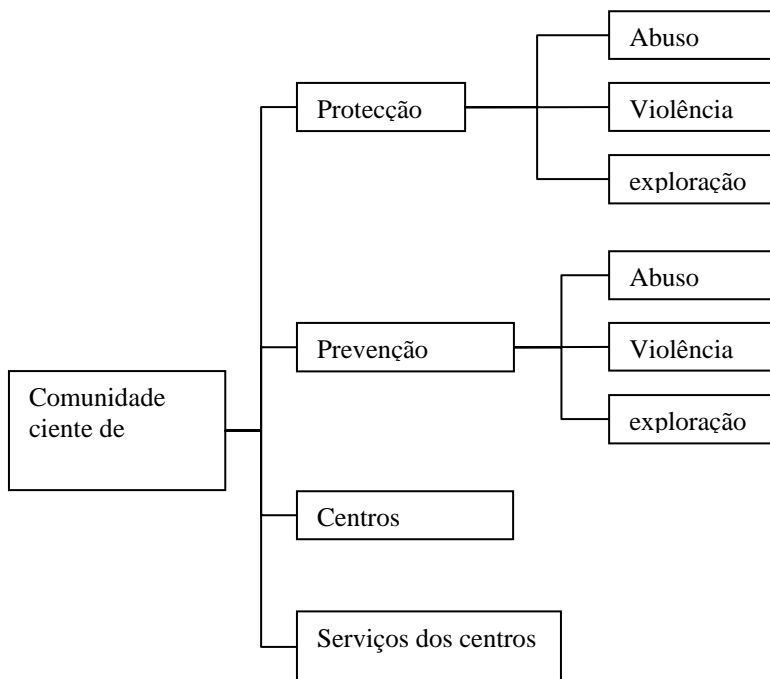 Abuso
Protecção
Violência
exploração
Abuso
Prevenção
Violência
exploração
Comunidade
ciente de
Centros
Serviços dos centros